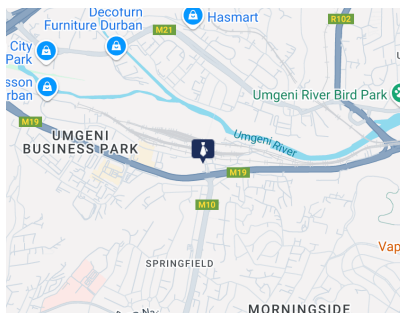 Decofurn
Furniture Durban
Hasmart
R102
M21
City
Park
sson
rban
Umgeni River Bird Park
M19
UMGENI
BUSINESS PARK
Umgeni River
M19
M10
Vap
SPRINGFIELD
MORNINGSIDE